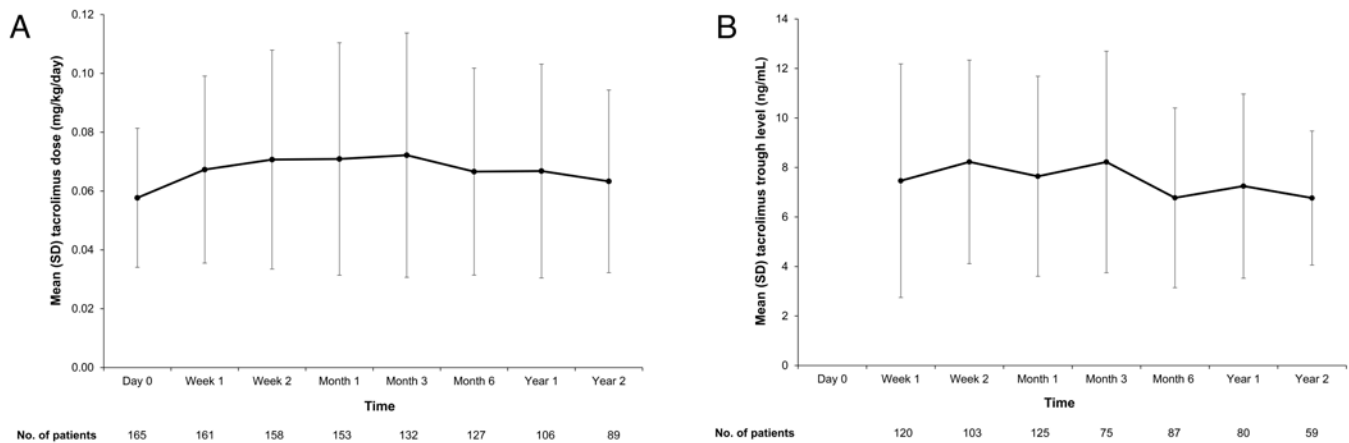 A
Mean (SD) tacrolimus dose (mg/kg/day)
0.12
0.10
0.08
0.06
0.04
0.02
0.00
Day 0 Week 1 Week 2 Month 1 Month 3 Month 6 Year 1 Year 2
Time
No. of patients 165 161 158 153 132 127 106 89
B
Mean (SD) tacrolimus trough level (ng/mL)
14
12
10
8
6
4
2
0
Day 0 Week 1 Week 2 Month 1 Month 3 Month 6 Year 1 Year 2
Time
No. of patients 120 103 125 75 87 80 59